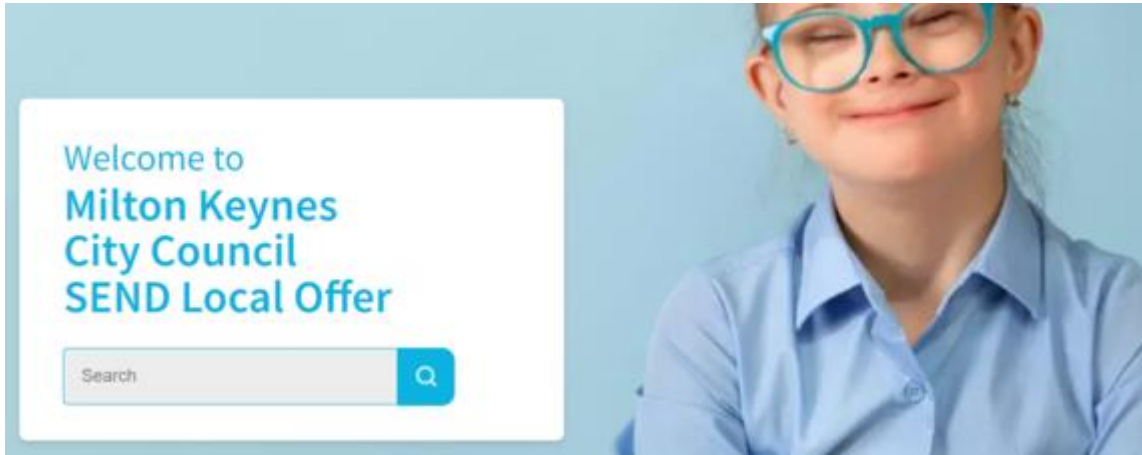 Welcome to
Milton Keynes
City Council
SEND Local Offer
Search